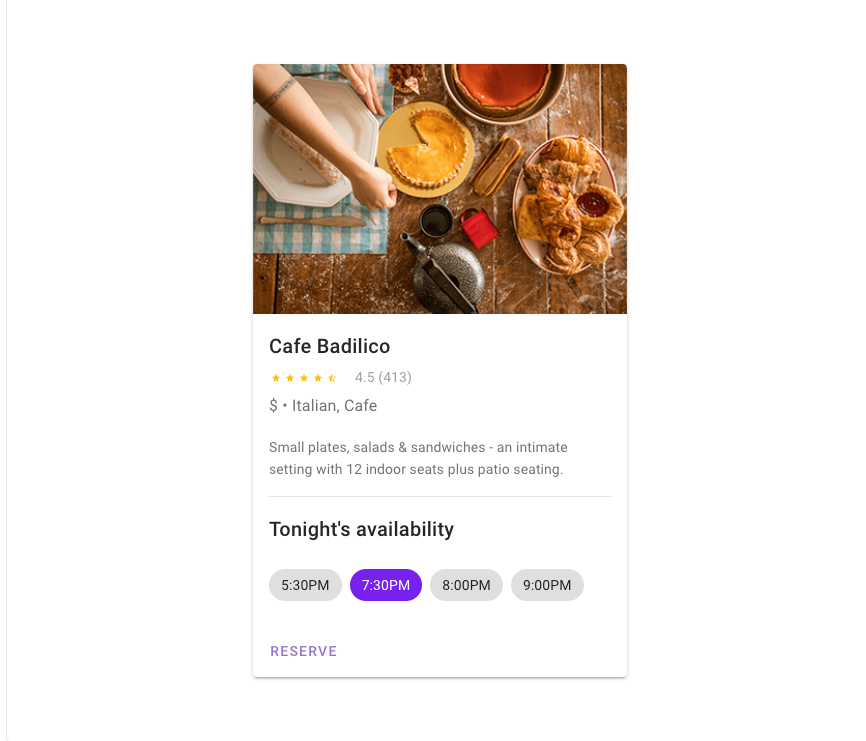 Cafe Badilico
4.5 (413)
$ • Italian, Cafe
Small plates, salads & sandwiches - an intimate
setting with 12 indoor seats plus patio seating.
Tonight's availability
5:30PM 7:30PM 8:00PM 9:00PM
RESERVE